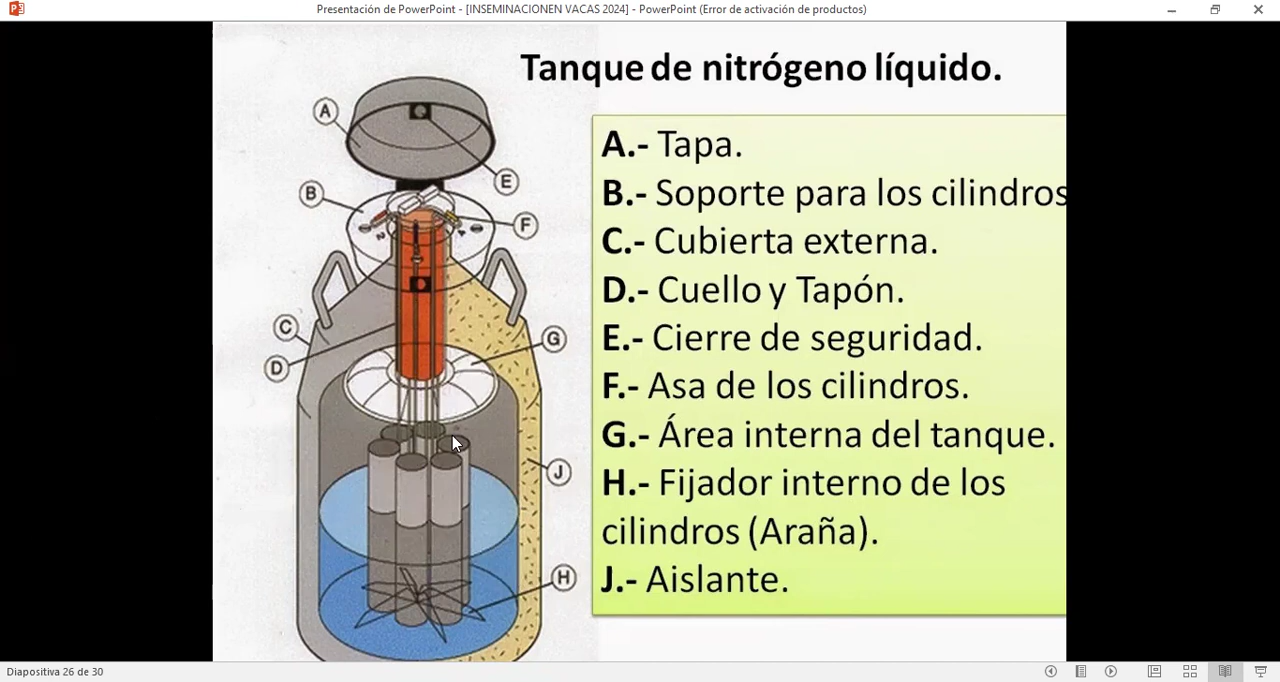 Presentación de PowerPoint - [INSEMINACIONEN VACAS 2024] - PowerPoint (Error de activación de productos)
Tanque de nitrógeno líquido.
A
E
B
F
C
G
D
J
H
2
4
A.- Tapa.
B.- Soporte para los cilindros
C.- Cubierta externa.
D.- Cuello y Tapón.
E.- Cierre de seguridad.
F.- Asa de los cilindros.
G.- Área interna del tanque.
H.- Fijador interno de los
cilindros (Araña).
J.- Aislante.
Diapositiva 26 de 30